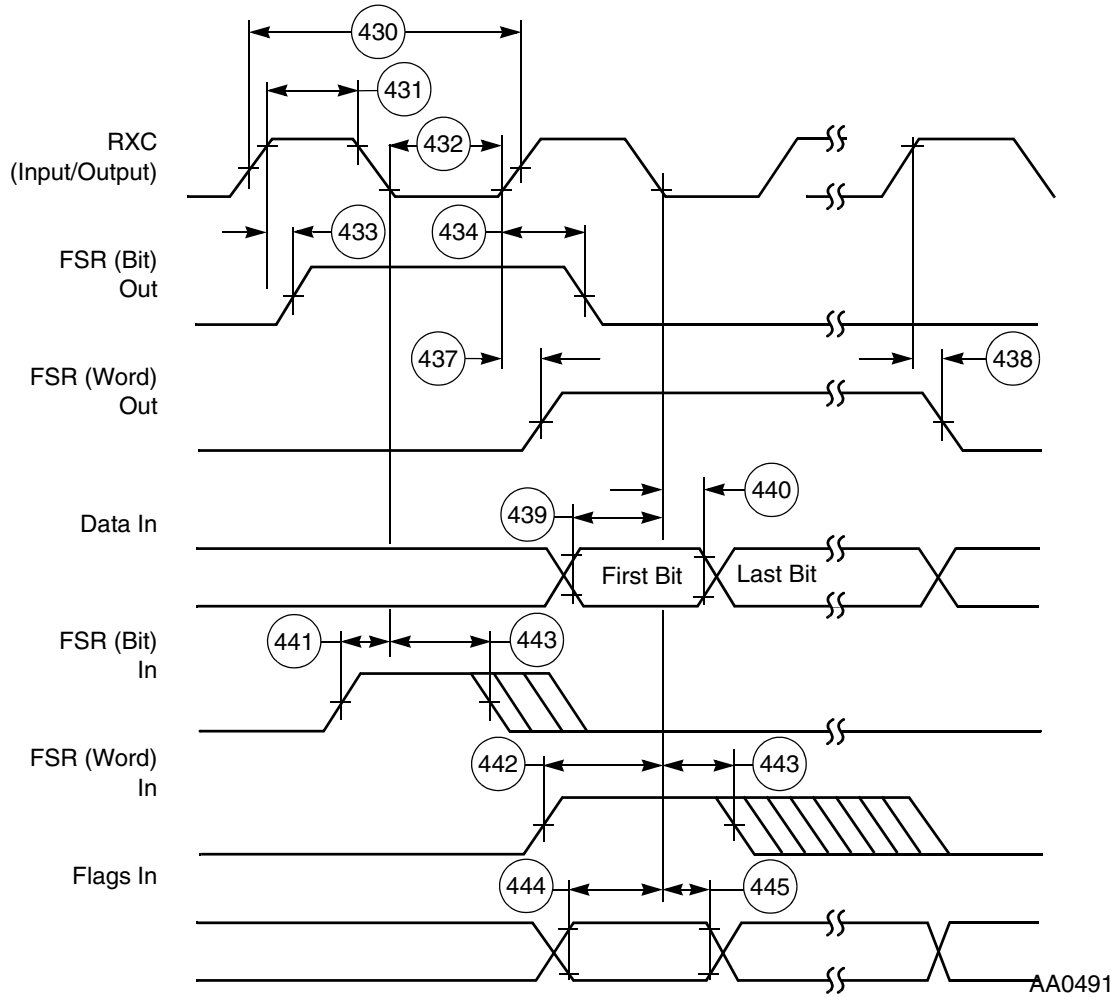 430
431
RXC
(Input/Output)
432
433
434
FSR (Bit)
Out
437
438
FSR (Word)
Out
440
439
Data In
First Bit
Last Bit
FSR (Bit)
In
441
443
FSR (Word)
In
442
443
Flags In
444
445
AA0491